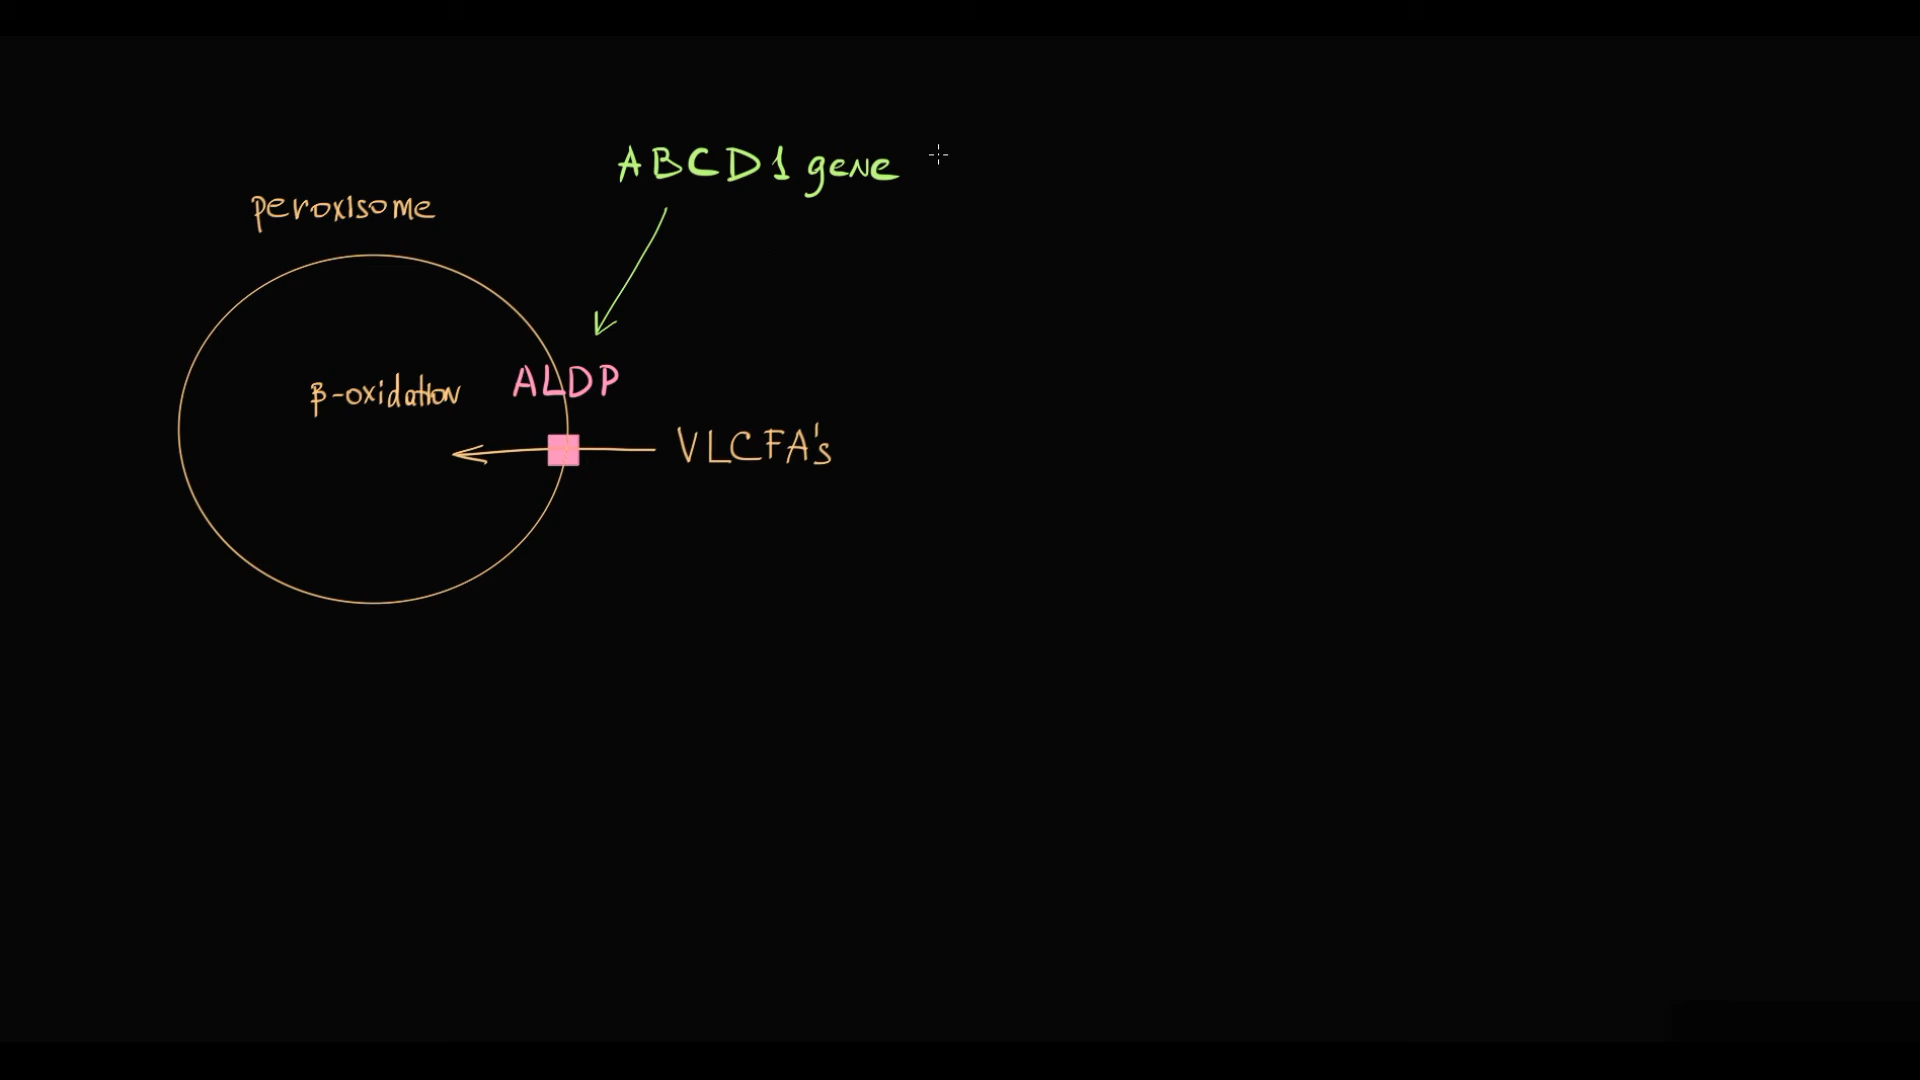 ABCD1 gene
peroxisome
ALDP
β-oxidation
VLCFA's